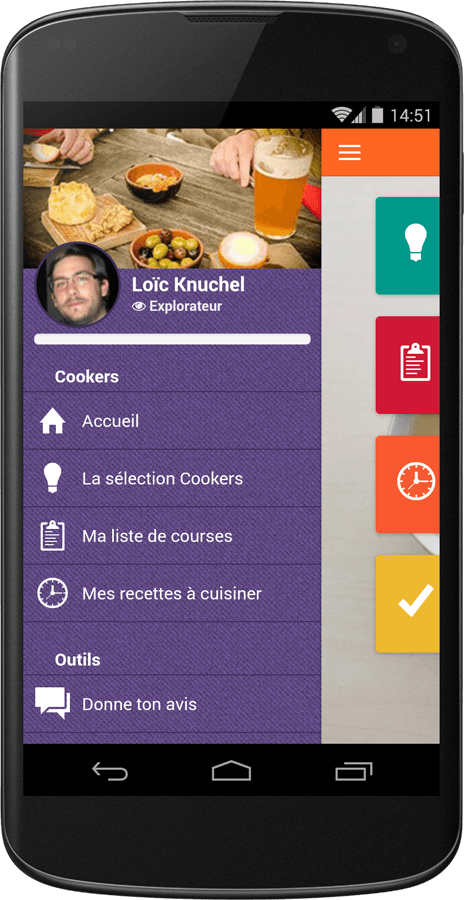 14:51
Loïc Knuchel
Explorateur
Cookers
Accueil
La sélection Cookers
Ma liste de courses
Mes recettes à cuisiner
Outils
Donne ton avis